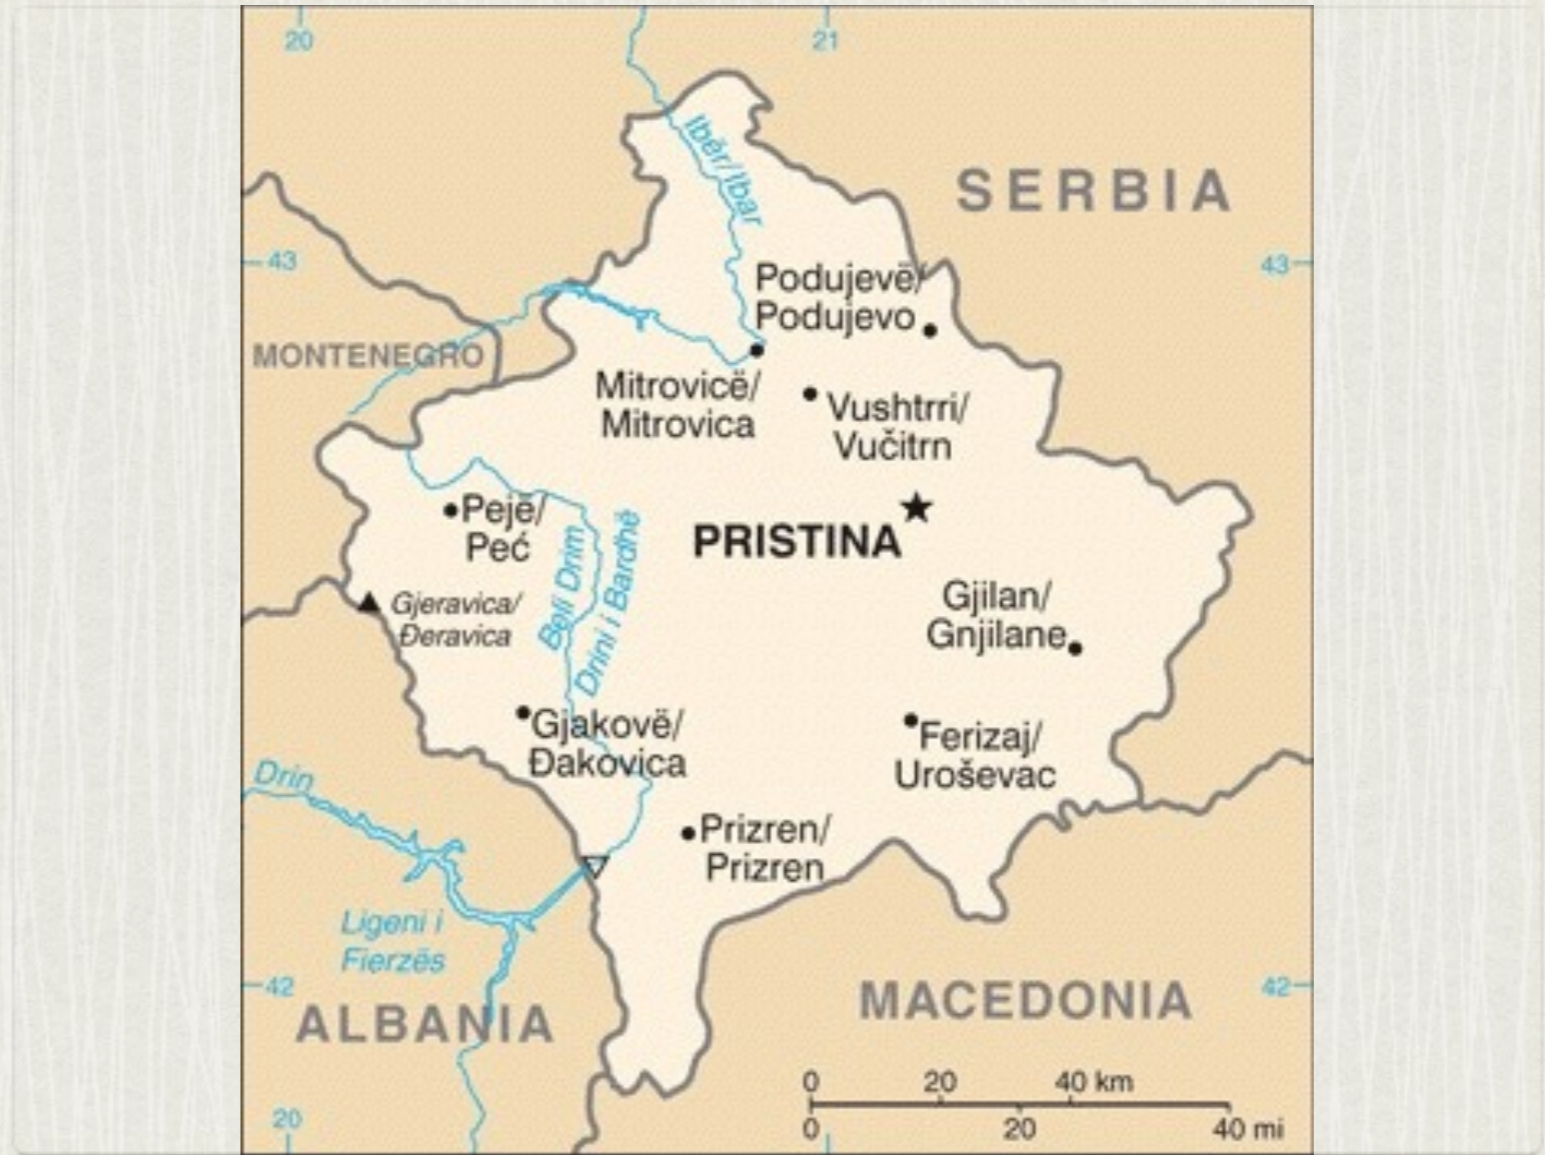 20
21
Ibër/Ibar
SERBIA
43
43
Podujevë/
Podujevo
MONTENEGRO
Mitrovicë/
Mitrovica
Vushtrri/
Vučitrn
Pejë/
Peć
PRISTINA
Beli Drim
Drini i Bardhë
Gjeravica/
Đeravica
Gjilan/
Gnjilane
Gjakovë/
Đakovica
Ferizaj/
Uroševac
Drin
Prizren/
Prizren
Ligeni i
Fierzës
42
42
ALBANIA
MACEDONIA
0 20 40 km
0 20 40 mi
20